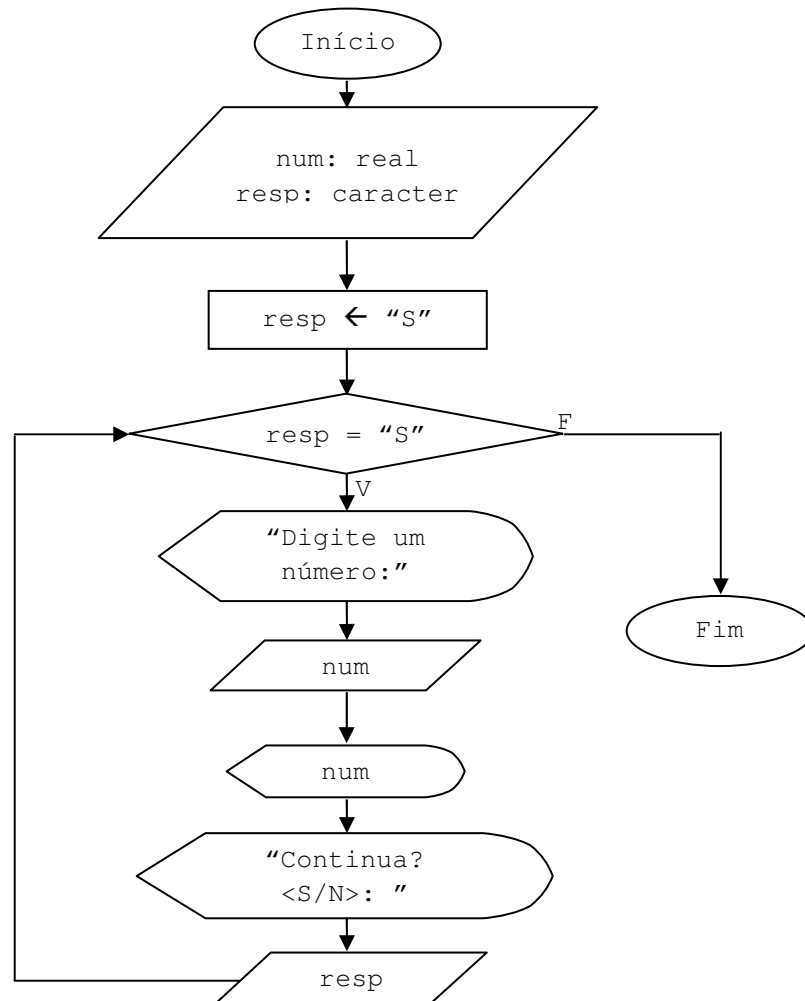 Início
num: real
resp: caracter
resp ← “S”
resp = “S”
F
V
“Digite um
número:”
Fim
num
num
“Continua?
<S/N>: ”
resp